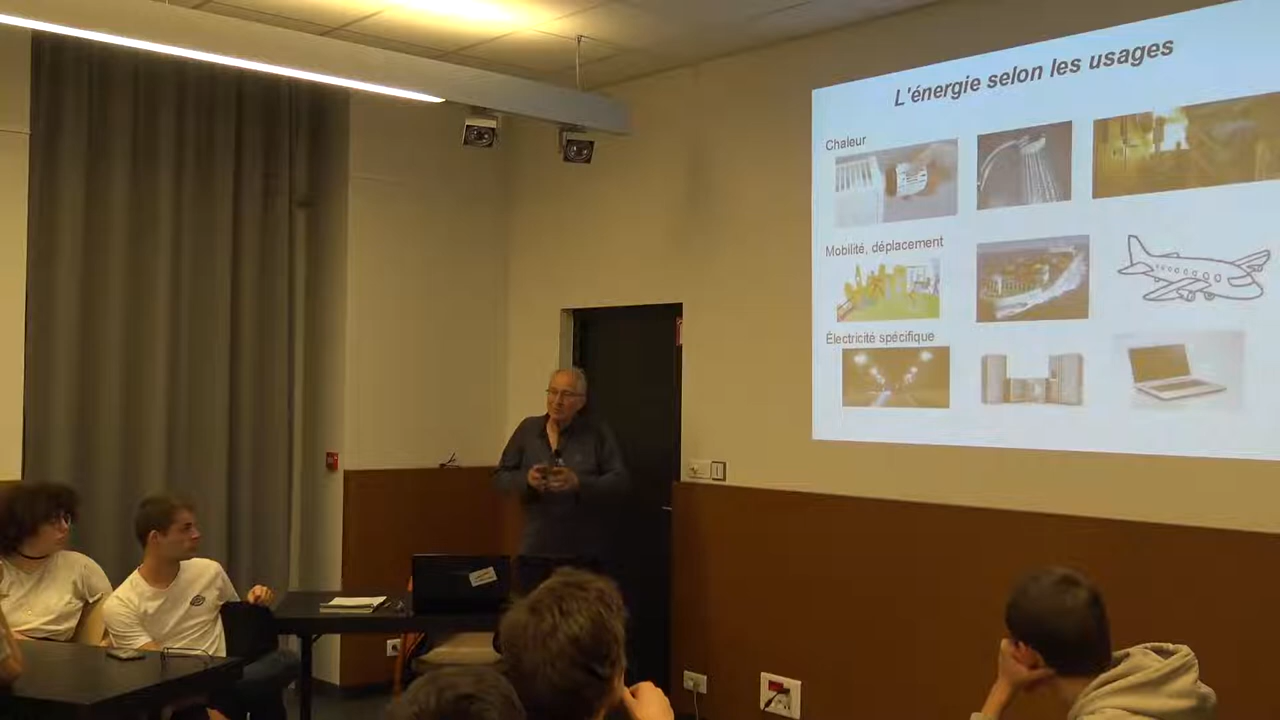 L'énergie selon les usages
Chaleur
Mobilité, déplacement
Électricité spécifique